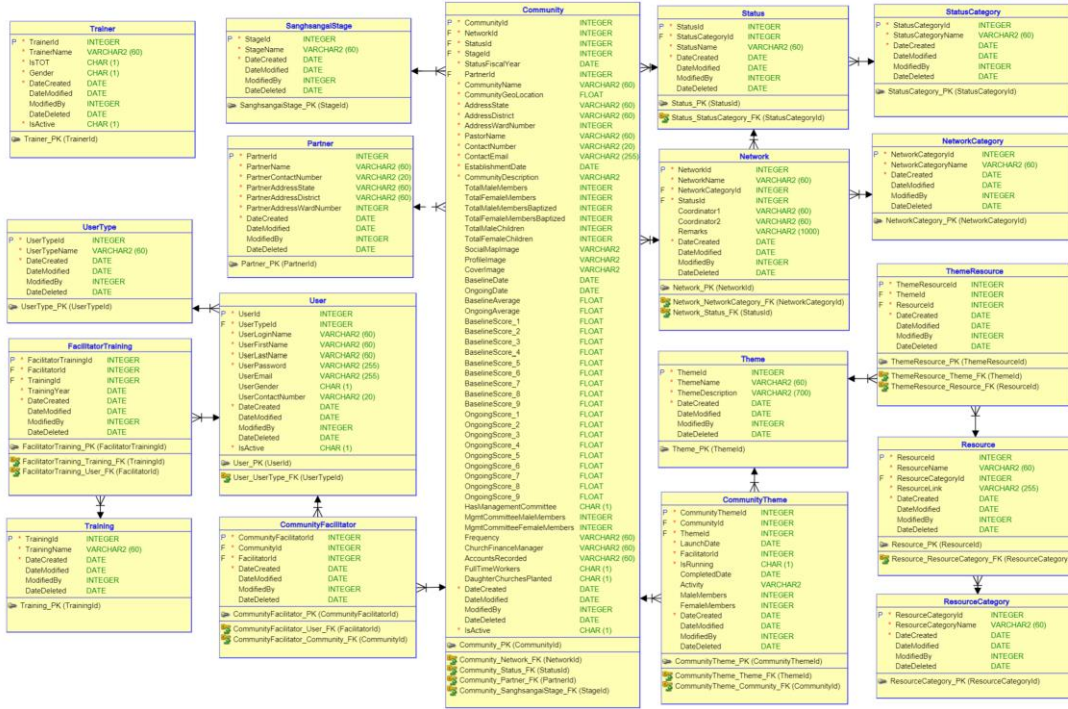 Trainer
P * TrainerId INTEGER
* TrainerName VARCHAR2 (60)
* IsTOT CHAR (1)
* Gender CHAR (1)
* DateCreated DATE
DateModified DATE
ModifiedBy INTEGER
DateDeleted DATE
* IsActive CHAR (1)
Trainer_PK (TrainerId)
SanghsangaiStage
P * StageId INTEGER
* StageName VARCHAR2 (60)
* DateCreated DATE
DateModified DATE
ModifiedBy INTEGER
DateDeleted DATE
SanghsangaiStage_PK (StageId)
Partner
P * PartnerId INTEGER
* PartnerName VARCHAR2 (60)
* PartnerContactNumber VARCHAR2 (20)
* PartnerAddressState VARCHAR2 (60)
* PartnerAddressDistrict VARCHAR2 (60)
* PartnerAddressWardNumber INTEGER
* DateCreated DATE
DateModified DATE
ModifiedBy INTEGER
DateDeleted DATE
Partner_PK (PartnerId)
UserType
P * UserTypeId INTEGER
* UserTypeName VARCHAR2 (60)
* DateCreated DATE
DateModified DATE
ModifiedBy INTEGER
DateDeleted DATE
UserType_PK (UserTypeId)
User
P * UserId INTEGER
F * UserTypeId INTEGER
* UserLoginName VARCHAR2 (60)
* UserFirstName VARCHAR2 (60)
* UserLastName VARCHAR2 (60)
* UserPassword VARCHAR2 (255)
UserEmail VARCHAR2 (255)
UserGender CHAR (1)
UserContactNumber VARCHAR2 (20)
* DateCreated DATE
DateModified DATE
ModifiedBy INTEGER
DateDeleted DATE
* IsActive CHAR (1)
User_PK (UserId)
User_UserType_FK (UserTypeId)
FacilitatorTraining
P * FacilitatorTrainingId INTEGER
F * FacilitatorId INTEGER
F * TrainingId INTEGER
* TrainingYear DATE
* DateCreated DATE
DateModified DATE
ModifiedBy INTEGER
DateDeleted DATE
FacilitatorTraining_PK (FacilitatorTrainingId)
FacilitatorTraining_Training_FK (TrainingId)
FacilitatorTraining_User_FK (FacilitatorId)
Training
P * TrainingId INTEGER
* TrainingName VARCHAR2 (60)
* DateCreated DATE
DateModified DATE
ModifiedBy INTEGER
DateDeleted DATE
Training_PK (TrainingId)
CommunityFacilitator
P * CommunityFacilitatorId INTEGER
F * CommunityId INTEGER
F * FacilitatorId INTEGER
* DateCreated DATE
DateModified DATE
ModifiedBy INTEGER
DateDeleted DATE
CommunityFacilitator_PK (CommunityFacilitatorId)
CommunityFacilitator_User_FK (FacilitatorId)
CommunityFacilitator_Community_FK (CommunityId)
Community
P * CommunityId INTEGER
F * NetworkId INTEGER
F * StatusId INTEGER
F * StageId INTEGER
StatusFiscalYear DATE
F PartnerId INTEGER
* CommunityName VARCHAR2 (60)
* CommunityGeoLocation FLOAT
* AddressState VARCHAR2 (60)
* AddressDistrict VARCHAR2 (60)
* AddressWardNumber INTEGER
* PastorName VARCHAR2 (60)
* ContactNumber VARCHAR2 (20)
* ContactEmail VARCHAR2 (255)
* EstablishmentDate DATE
* CommunityDescription VARCHAR2
TotalMaleMembers INTEGER
TotalFemaleMembers INTEGER
TotalMaleMembersBaptized INTEGER
TotalFemaleMembersBaptized INTEGER
TotalMaleChildren INTEGER
TotalFemaleChildren INTEGER
SocialMapImage VARCHAR2
ProfileImage VARCHAR2
CoverImage VARCHAR2
BaselineDate DATE
OngoingDate DATE
BaselineAverage FLOAT
OngoingAverage FLOAT
BaselineScore_1 FLOAT
BaselineScore_2 FLOAT
BaselineScore_3 FLOAT
BaselineScore_4 FLOAT
BaselineScore_5 FLOAT
BaselineScore_6 FLOAT
BaselineScore_7 FLOAT
BaselineScore_8 FLOAT
BaselineScore_9 FLOAT
OngoingScore_1 FLOAT
OngoingScore_2 FLOAT
OngoingScore_3 FLOAT
OngoingScore_4 FLOAT
OngoingScore_5 FLOAT
OngoingScore_6 FLOAT
OngoingScore_7 FLOAT
OngoingScore_8 FLOAT
OngoingScore_9 FLOAT
HasManagementCommittee CHAR (1)
MgmtCommitteeMaleMembers INTEGER
MgmtCommitteeFemaleMembers INTEGER
Frequency VARCHAR2 (60)
ChurchFinanceManager VARCHAR2 (60)
AccountsRecorded VARCHAR2 (60)
FullTimeWorkers CHAR (1)
DaughterChurchesPlanted CHAR (1)
* DateCreated DATE
DateModified DATE
ModifiedBy INTEGER
DateDeleted DATE
* IsActive CHAR (1)
Community_PK (CommunityId)
Community_Network_FK (NetworkId)
Community_Status_FK (StatusId)
Community_Partner_FK (PartnerId)
Community_SanghsangaiStage_FK (StageId)
Status
P * StatusId INTEGER
F * StatusCategoryId INTEGER
* StatusName VARCHAR2 (60)
* DateCreated DATE
DateModified DATE
ModifiedBy INTEGER
DateDeleted DATE
Status_PK (StatusId)
Status_StatusCategory_FK (StatusCategoryId)
StatusCategory
P * StatusCategoryId INTEGER
* StatusCategoryName VARCHAR2 (60)
* DateCreated DATE
DateModified DATE
ModifiedBy INTEGER
DateDeleted DATE
StatusCategory_PK (StatusCategoryId)
Network
P * NetworkId INTEGER
* NetworkName VARCHAR2 (60)
F * NetworkCategoryId INTEGER
F * StatusId INTEGER
Coordinator1 VARCHAR2 (60)
Coordinator2 VARCHAR2 (60)
Remarks VARCHAR2 (1000)
* DateCreated DATE
DateModified DATE
ModifiedBy INTEGER
DateDeleted DATE
Network_PK (NetworkId)
Network_NetworkCategory_FK (NetworkCategoryId)
Network_Status_FK (StatusId)
NetworkCategory
P * NetworkCategoryId INTEGER
* NetworkCategoryName VARCHAR2 (60)
* DateCreated DATE
DateModified DATE
ModifiedBy INTEGER
DateDeleted DATE
NetworkCategory_PK (NetworkCategoryId)
ThemeResource
P * ThemeResourceId INTEGER
F * ThemeId INTEGER
F * ResourceId INTEGER
* DateCreated DATE
DateModified DATE
ModifiedBy INTEGER
DateDeleted DATE
ThemeResource_PK (ThemeResourceId)
ThemeResource_Theme_FK (ThemeId)
ThemeResource_Resource_FK (ResourceId)
Theme
P * ThemeId INTEGER
* ThemeName VARCHAR2 (60)
* ThemeDescription VARCHAR2 (700)
* DateCreated DATE
DateModified DATE
ModifiedBy INTEGER
DateDeleted DATE
Theme_PK (ThemeId)
Resource
P * ResourceId INTEGER
* ResourceName VARCHAR2 (60)
F * ResourceCategoryId INTEGER
* ResourceLink VARCHAR2 (255)
* DateCreated DATE
DateModified DATE
ModifiedBy INTEGER
DateDeleted DATE
Resource_PK (ResourceId)
Resource_ResourceCategory_FK (ResourceCategory
CommunityTheme
P * CommunityThemeId INTEGER
F * CommunityId INTEGER
F * ThemeId INTEGER
* LaunchDate DATE
* FacilitatorId INTEGER
* IsRunning CHAR (1)
CompletedDate DATE
Activity VARCHAR2
MaleMembers INTEGER
FemaleMembers INTEGER
* DateCreated DATE
DateModified DATE
ModifiedBy INTEGER
DateDeleted DATE
CommunityTheme_PK (CommunityThemeId)
CommunityTheme_Theme_FK (ThemeId)
CommunityTheme_Community_FK (CommunityId)
ResourceCategory
P * ResourceCategoryId INTEGER
* ResourceCategoryName VARCHAR2 (60)
* DateCreated DATE
DateModified DATE
ModifiedBy INTEGER
DateDeleted DATE
ResourceCategory_PK (ResourceCategoryId)